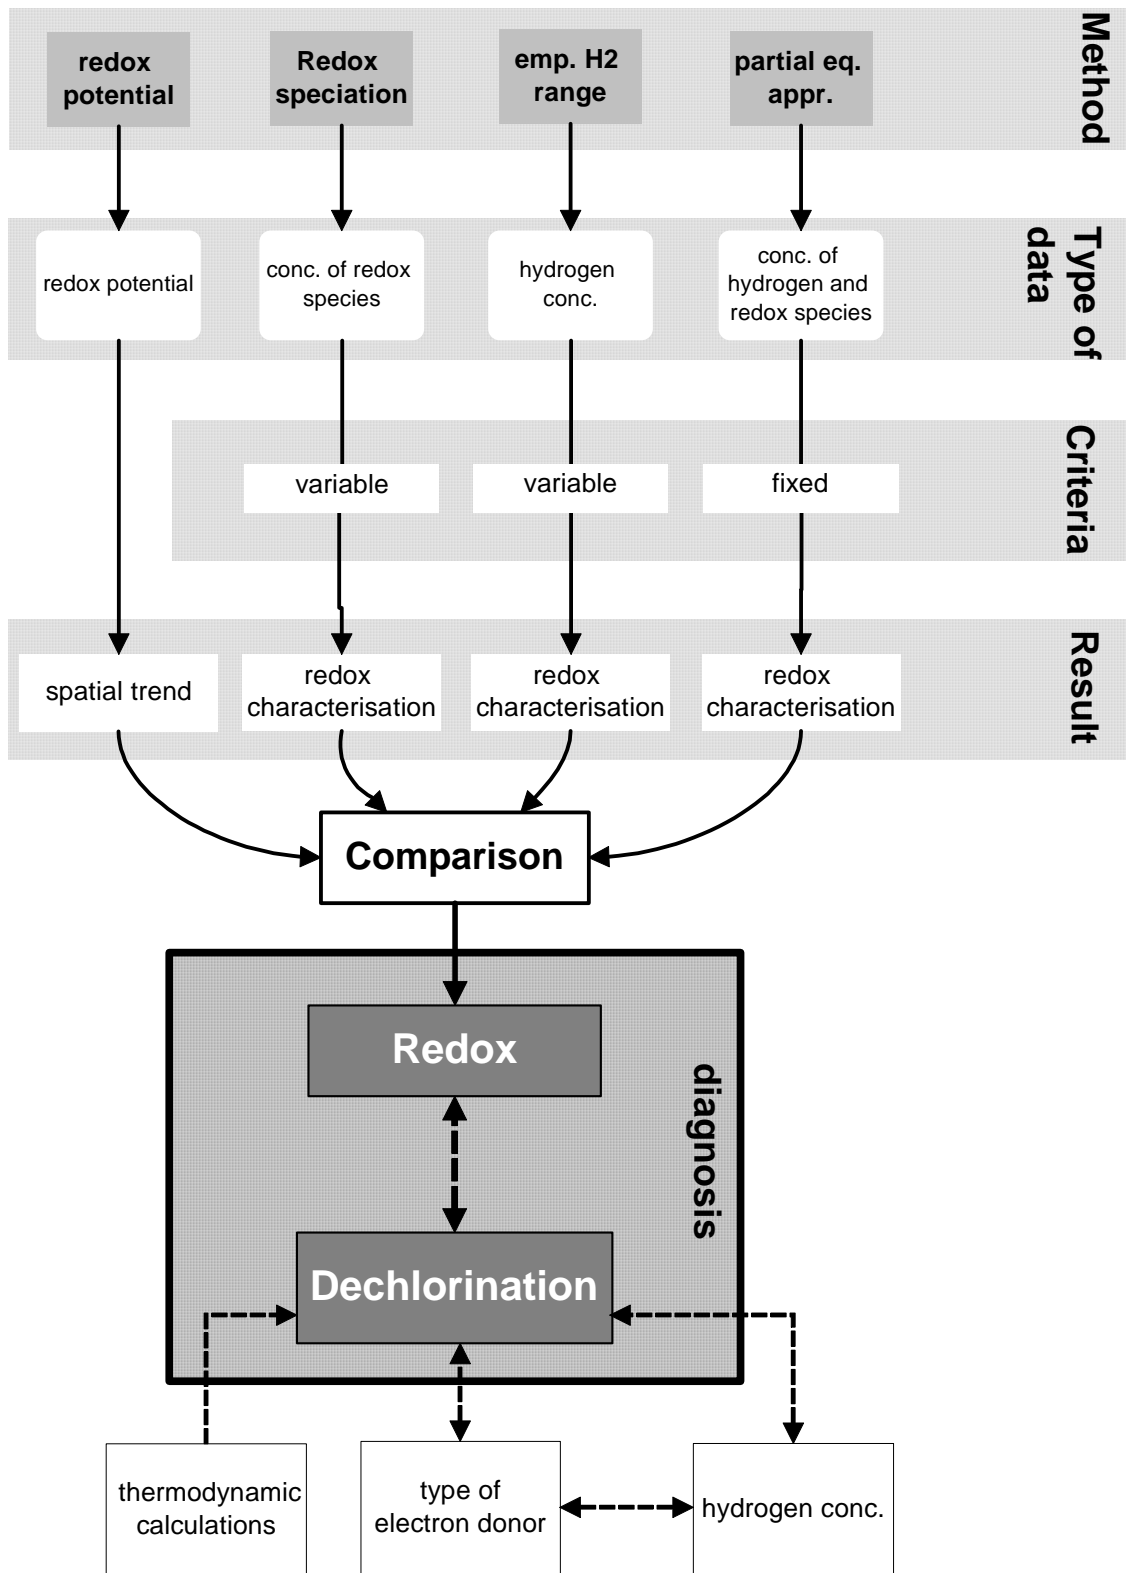 redox
potential
Redox
speciation
emp. H2
range
partial eq.
appr.
Method
redox potential
conc. of redox
species
hydrogen
conc.
conc. of
hydrogen and
redox species
Type of
data
variable
variable
fixed
Criteria
spatial trend
redox
characterisation
redox
characterisation
redox
characterisation
Result
Comparison
Redox
diagnosis
Dechlorination
thermodynamic
calculations
type of
electron donor
hydrogen conc.